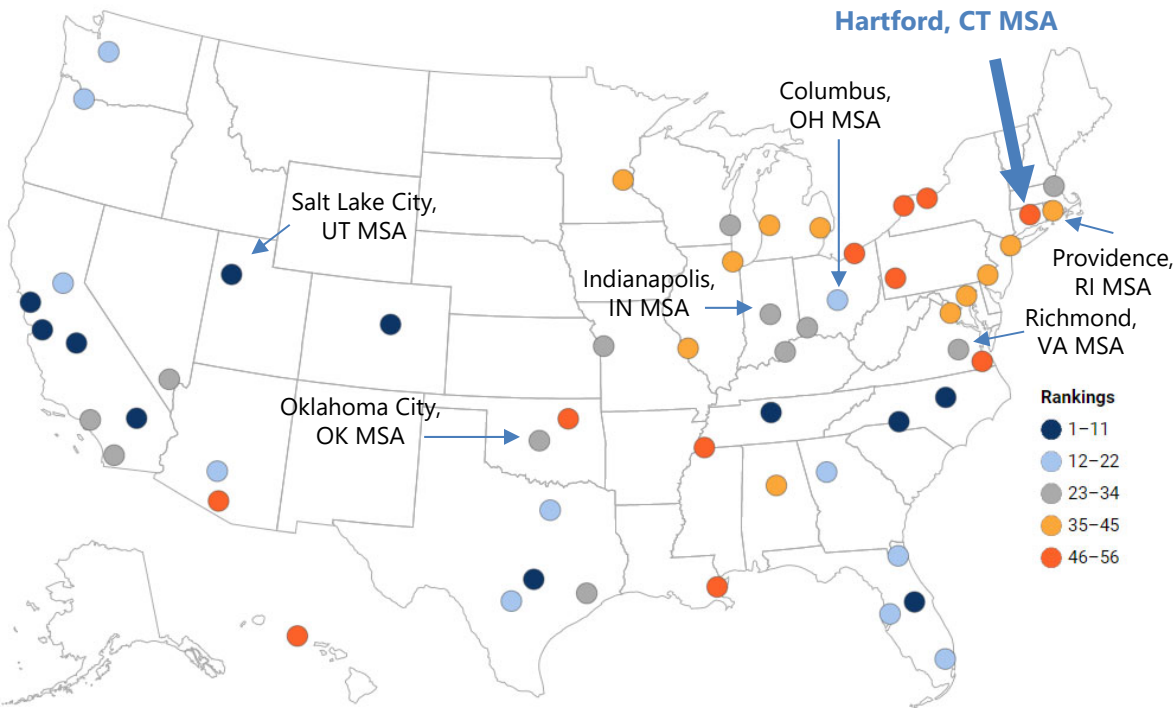 Hartford, CT MSA
Columbus,
OH MSA
Salt Lake City,
UT MSA
Indianapolis,
IN MSA
Providence,
RI MSA
Richmond,
VA MSA
Oklahoma City,
OK MSA
Rankings
1–11
12–22
23–34
35–45
46–56